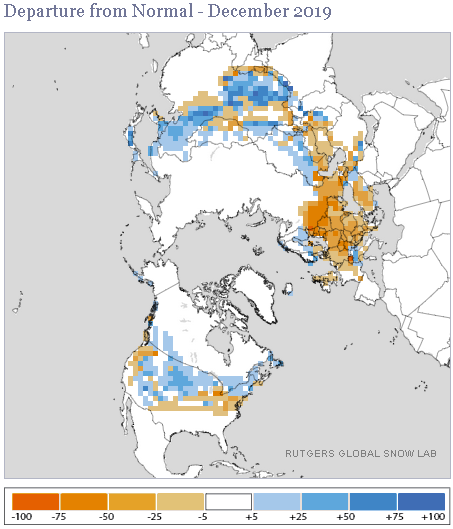 Departure from Normal - December 2019
RUTGERS GLOBAL SNOW LAB
-100 -75 -50 -25 -5 +5 +25 +50 +75 +100